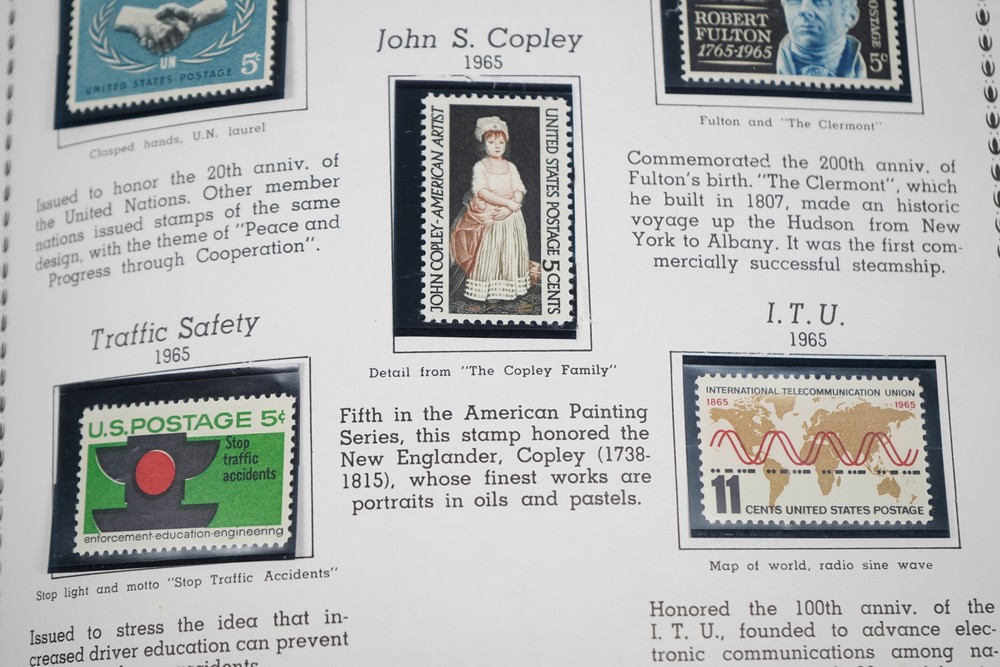 UN
UNITED STATES POSTAGE 5¢
Clasped hands, U.N. laurel
Issued to honor the 20th anniv. of
the United Nations. Other member
nations issued stamps of the same
design, with the theme of "Peace and
Progress through Cooperation".
Traffic Safety
1965
U.S. POSTAGE 5¢
Stop
traffic
accidents
enforcement·education·engineering
Stop light and motto "Stop Traffic Accidents"
Issued to stress the idea that in-
creased driver education can prevent
accidents.
John S. Copley
1965
JOHN COPLEY·AMERICAN ARTIST
UNITED STATES·POSTAGE 5 CENTS
Detail from "The Copley Family"
Fifth in the American Painting
Series, this stamp honored the
New Englander, Copley (1738-
1815), whose finest works are
portraits in oils and pastels.
ROBERT
FULTON
1765·1965
POSTAGE
5¢
Fulton and "The Clermont"
Commemorated the 200th anniv. of
Fulton's birth. "The Clermont", which
he built in 1807, made an historic
voyage up the Hudson from New
York to Albany. It was the first com-
mercially successful steamship.
I.T.U.
1965
INTERNATIONAL TELECOMMUNICATION UNION
1865 1965
11 CENTS UNITED STATES POSTAGE
Map of world, radio sine wave
Honored the 100th anniv. of the
I. T. U., founded to advance elec-
tronic communications among na-